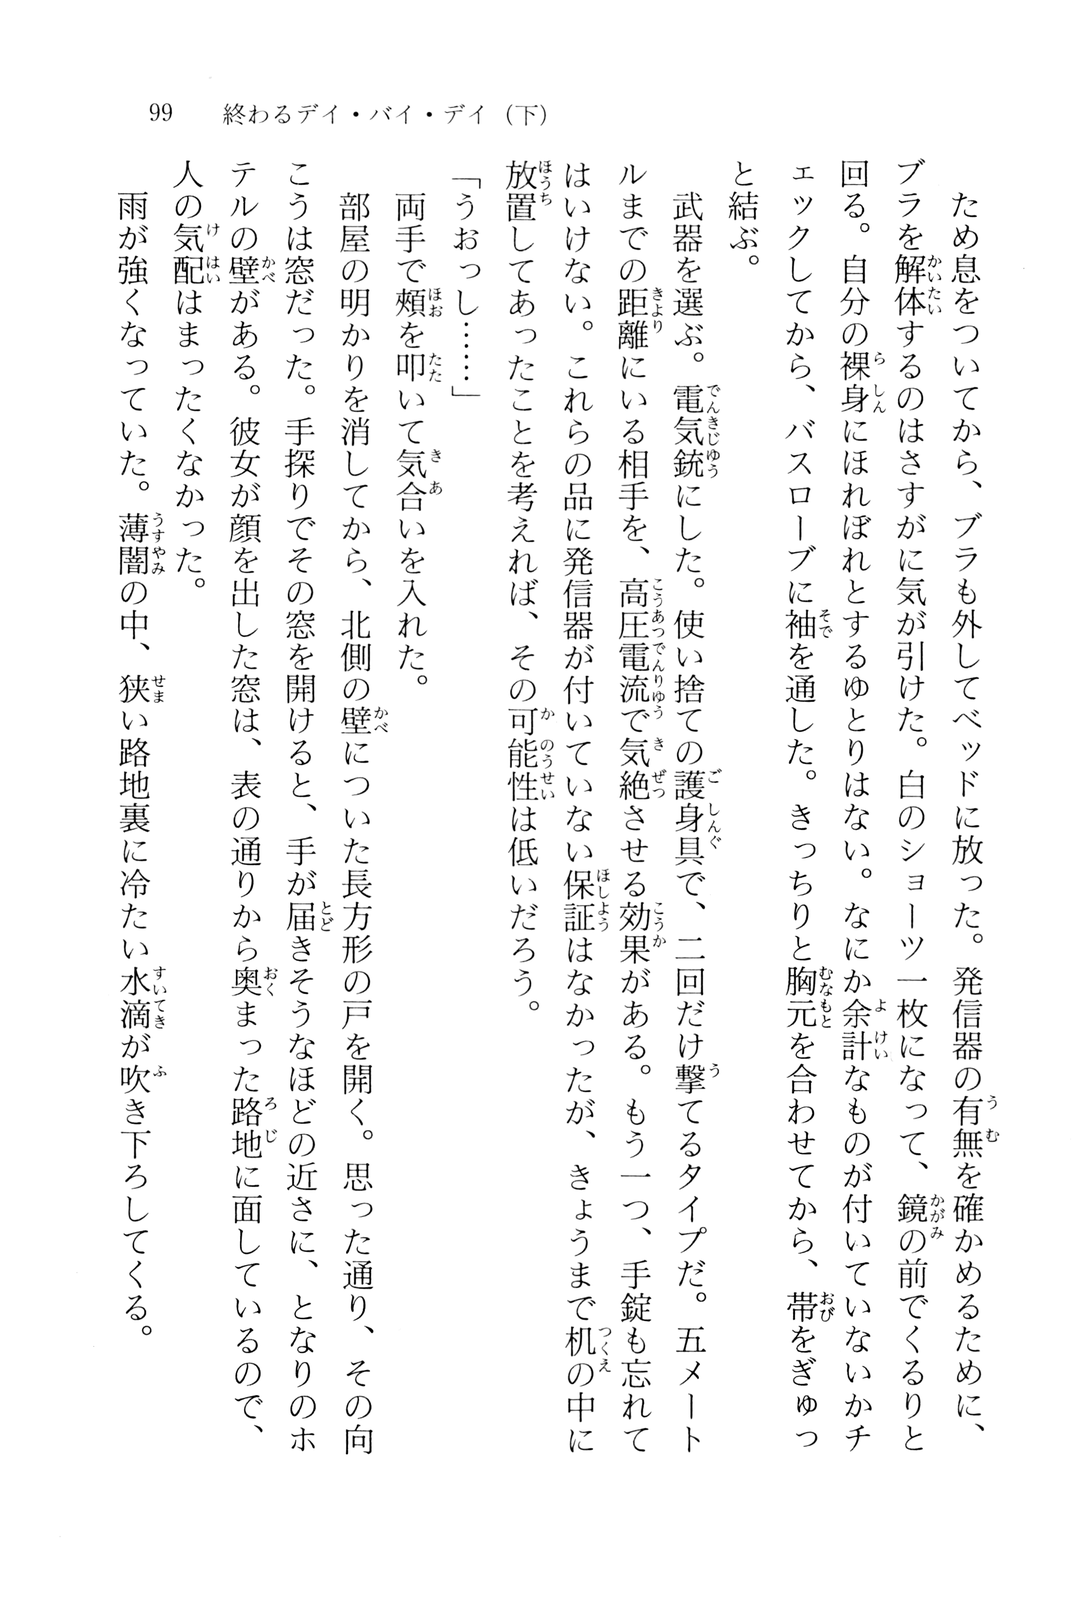 99　終わるデイ・バイ・デイ（下）
　ため息をついてから、ブラも外してベッドに放った。発信器の有無を確かめるために、
ブラを解体するのはさすがに気が引けた。白のショーツ一枚になって、鏡の前でくるりと
回る。自分の裸身にほれぼれとするゆとりはない。なにか余計なものが付いていないかチ
ェックしてから、バスローブに袖を通した。きっちりと胸元を合わせてから、帯をぎゅっ
と結ぶ。
　武器を選ぶ。電気銃にした。使い捨ての護身具で、二回だけ撃てるタイプだ。五メート
ルまでの距離にいる相手を、高圧電流で気絶させる効果がある。もう一つ、手錠も忘れて
はいけない。これらの品に発信器が付いていない保証はなかったが、きょうまで机の中に
放置してあったことを考えれば、その可能性は低いだろう。
「うおっし……」
　両手で頬を叩いて気合いを入れた。
　部屋の明かりを消してから、北側の壁についた長方形の戸を開く。思った通り、その向
こうは窓だった。手探りでその窓を開けると、手が届きそうなほどの近さに、となりのホ
テルの壁がある。彼女が顔を出した窓は、表の通りから奥まった路地に面しているので、
人の気配はまったくなかった。
　雨が強くなっていた。薄闇の中、狭い路地裏に冷たい水滴が吹き下ろしてくる。